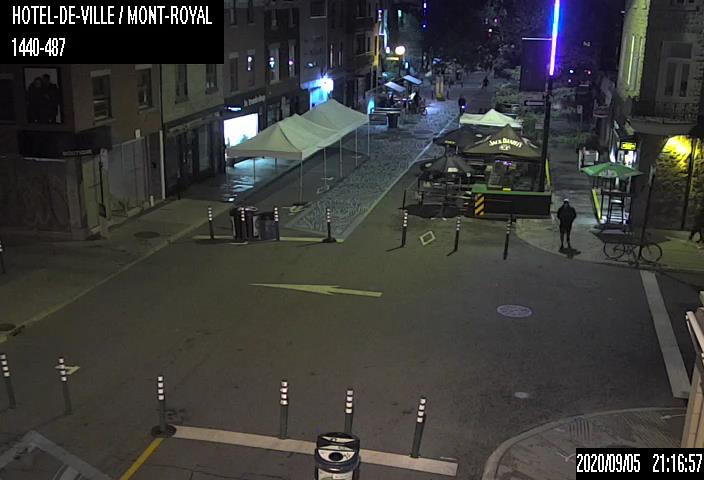 HOTEL-DE-VILLE / MONT-ROYAL
1440-487
JACK DANIEL'S
2020/09/05 21:16:57